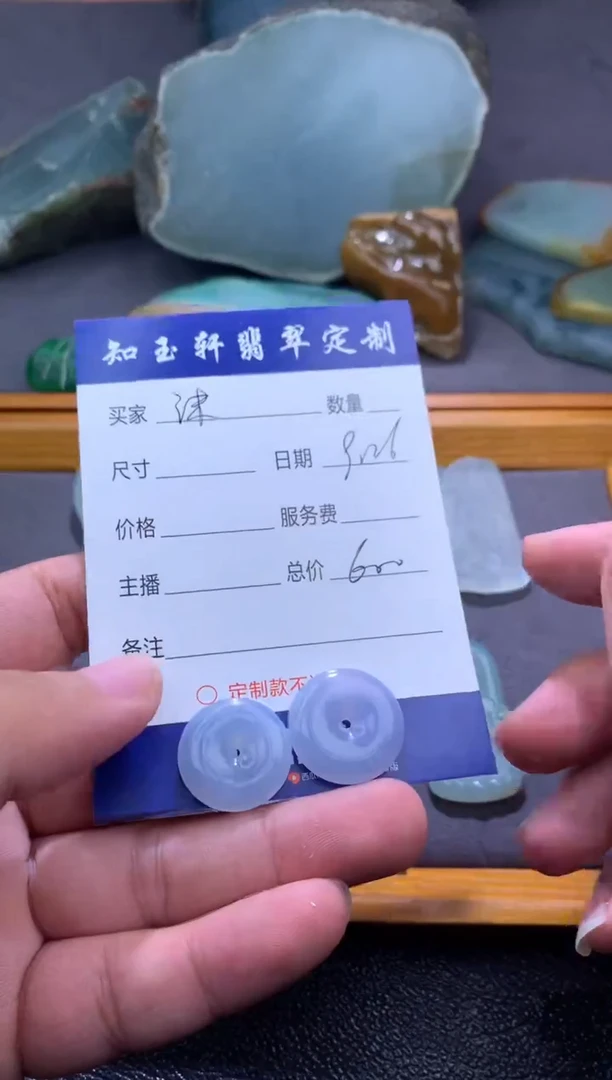 知玉轩翡翠定制
买家 沫 数量
尺寸 日期 9.26
价格 服务费
主播 总价 600
备注
定制款不